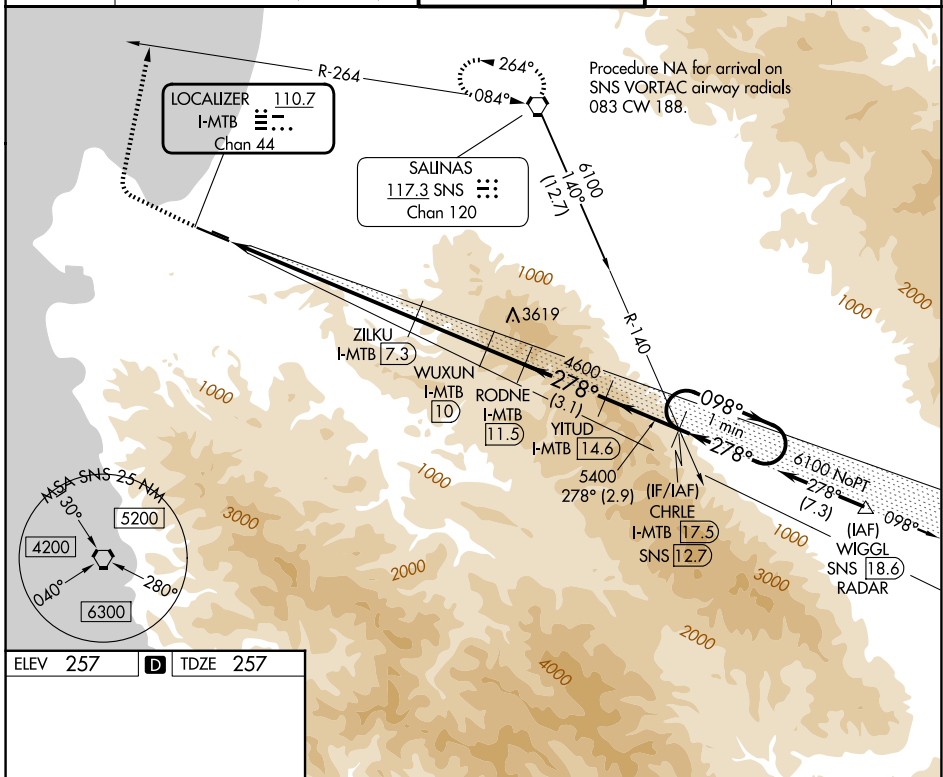 R-264
264°
084°
Procedure NA for arrival on
SNS VORTAC airway radials
083 CW 188.
LOCALIZER 110.7
I-MTB
Chan 44
SALINAS
117.3 SNS
Chan 120
6100
140°
(12.7)
1000
2000
1000
3619
R-140
ZILKU
I-MTB 7.3
4600
278°
(3.1)
WUXUN
I-MTB
10
RODNE
I-MTB
11.5
YITUD
I-MTB 14.6
098°
1 min
278°
1000
6100 NoPT
278°
(7.3)
098°
5400
278° (2.9)
(IF/IAF)
CHRLE
I-MTB 17.5
SNS 12.7
(IAF)
WIGGL
SNS 18.6
RADAR
1000
1000
3000
2000
3000
2000
4000
MSA SNS 25 NM
130°
5200
4200
040°
280°
6300
ELEV 257 D TDZE 257